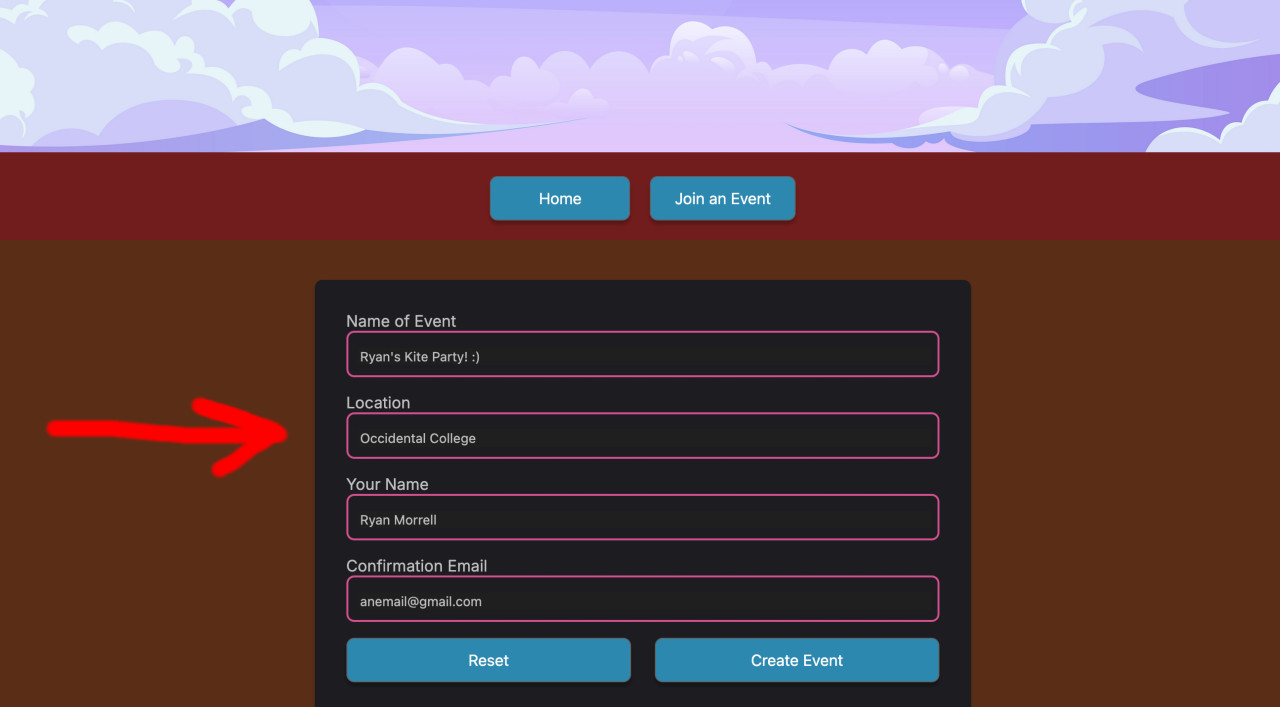 Home
Join an Event
Name of Event
Ryan's Kite Party! :)
Location
Occidental College
Your Name
Ryan Morrell
Confirmation Email
anemail@gmail.com
Reset
Create Event